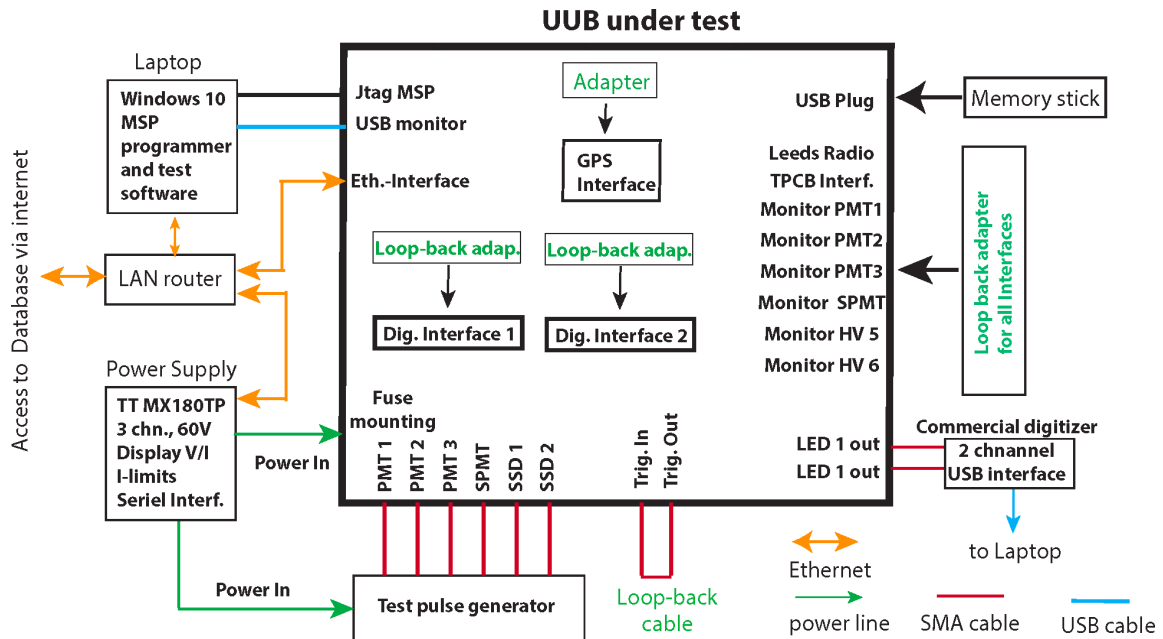 UUB under test
Laptop
Windows 10
MSP
programmer
and test
software
LAN router
Access to Database via internet
Power Supply
TT MX180TP
3 chn., 60V
Display V/I
I-limits
Seriel Interf.
Jtag MSP
USB monitor
Eth.-Interface
Adapter
GPS
Interface
Loop-back adap.
Loop-back adap.
Dig. Interface 1
Dig. Interface 2
USB Plug
Leeds Radio
TPCB Interf.
Monitor PMT1
Monitor PMT2
Monitor PMT3
Monitor SPMT
Monitor HV 5
Monitor HV 6
Memory stick
Loop back adapter
for all Interfaces
Fuse
mounting
Power In
PMT 1
PMT 2
PMT 3
SPMT
SSD 1
SSD 2
Trig. In
Trig. Out
LED 1 out
LED 1 out
Commercial digitizer
2 chnannel
USB interface
to Laptop
Power In
Test pulse generator
Loop-back
cable
Ethernet
power line
SMA cable
USB cable